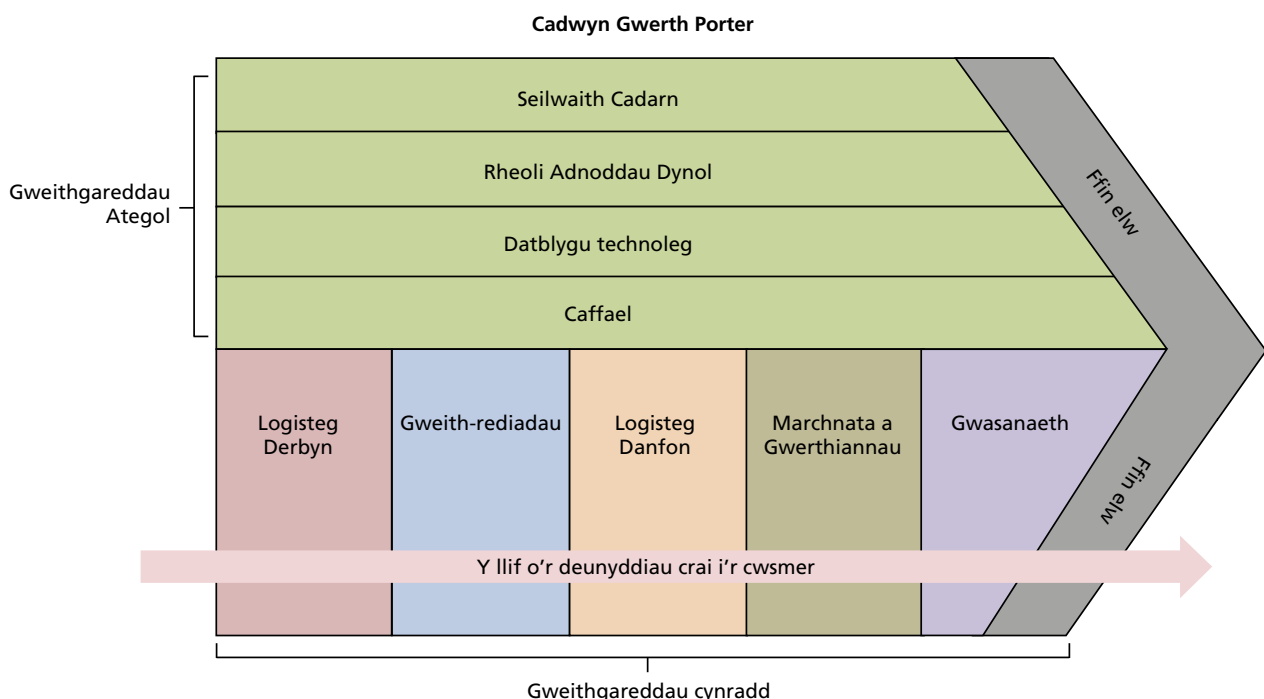 Cadwyn Gwerth Porter
Seilwaith Cadarn
Rheoli Adnoddau Dynol
Datblygu technoleg
Caffael
Gweithgareddau
Ategol
Ffin elw
Logisteg
Derbyn
Gweith-rediadau
Logisteg
Danfon
Marchnata a
Gwerthiannau
Gwasanaeth
Ffin elw
Y llif o'r deunyddiau crai i'r cwsmer
Gweithgareddau cynradd